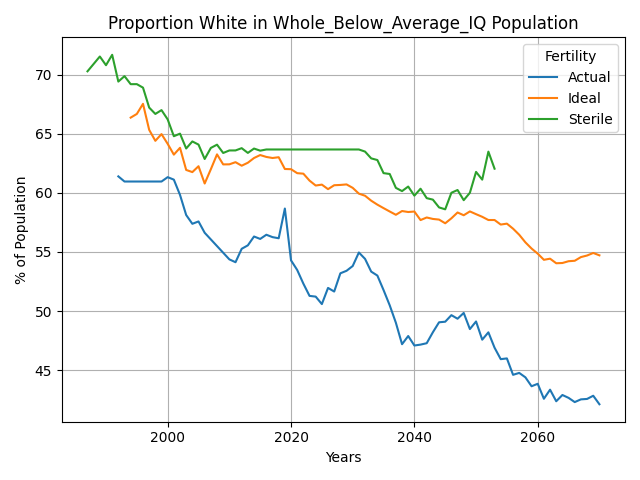 Proportion White in Whole_Below_Average_IQ Population
Fertility
Actual
Ideal
Sterile
% of Population
70
65
60
55
50
45
2000
2020
2040
2060
Years